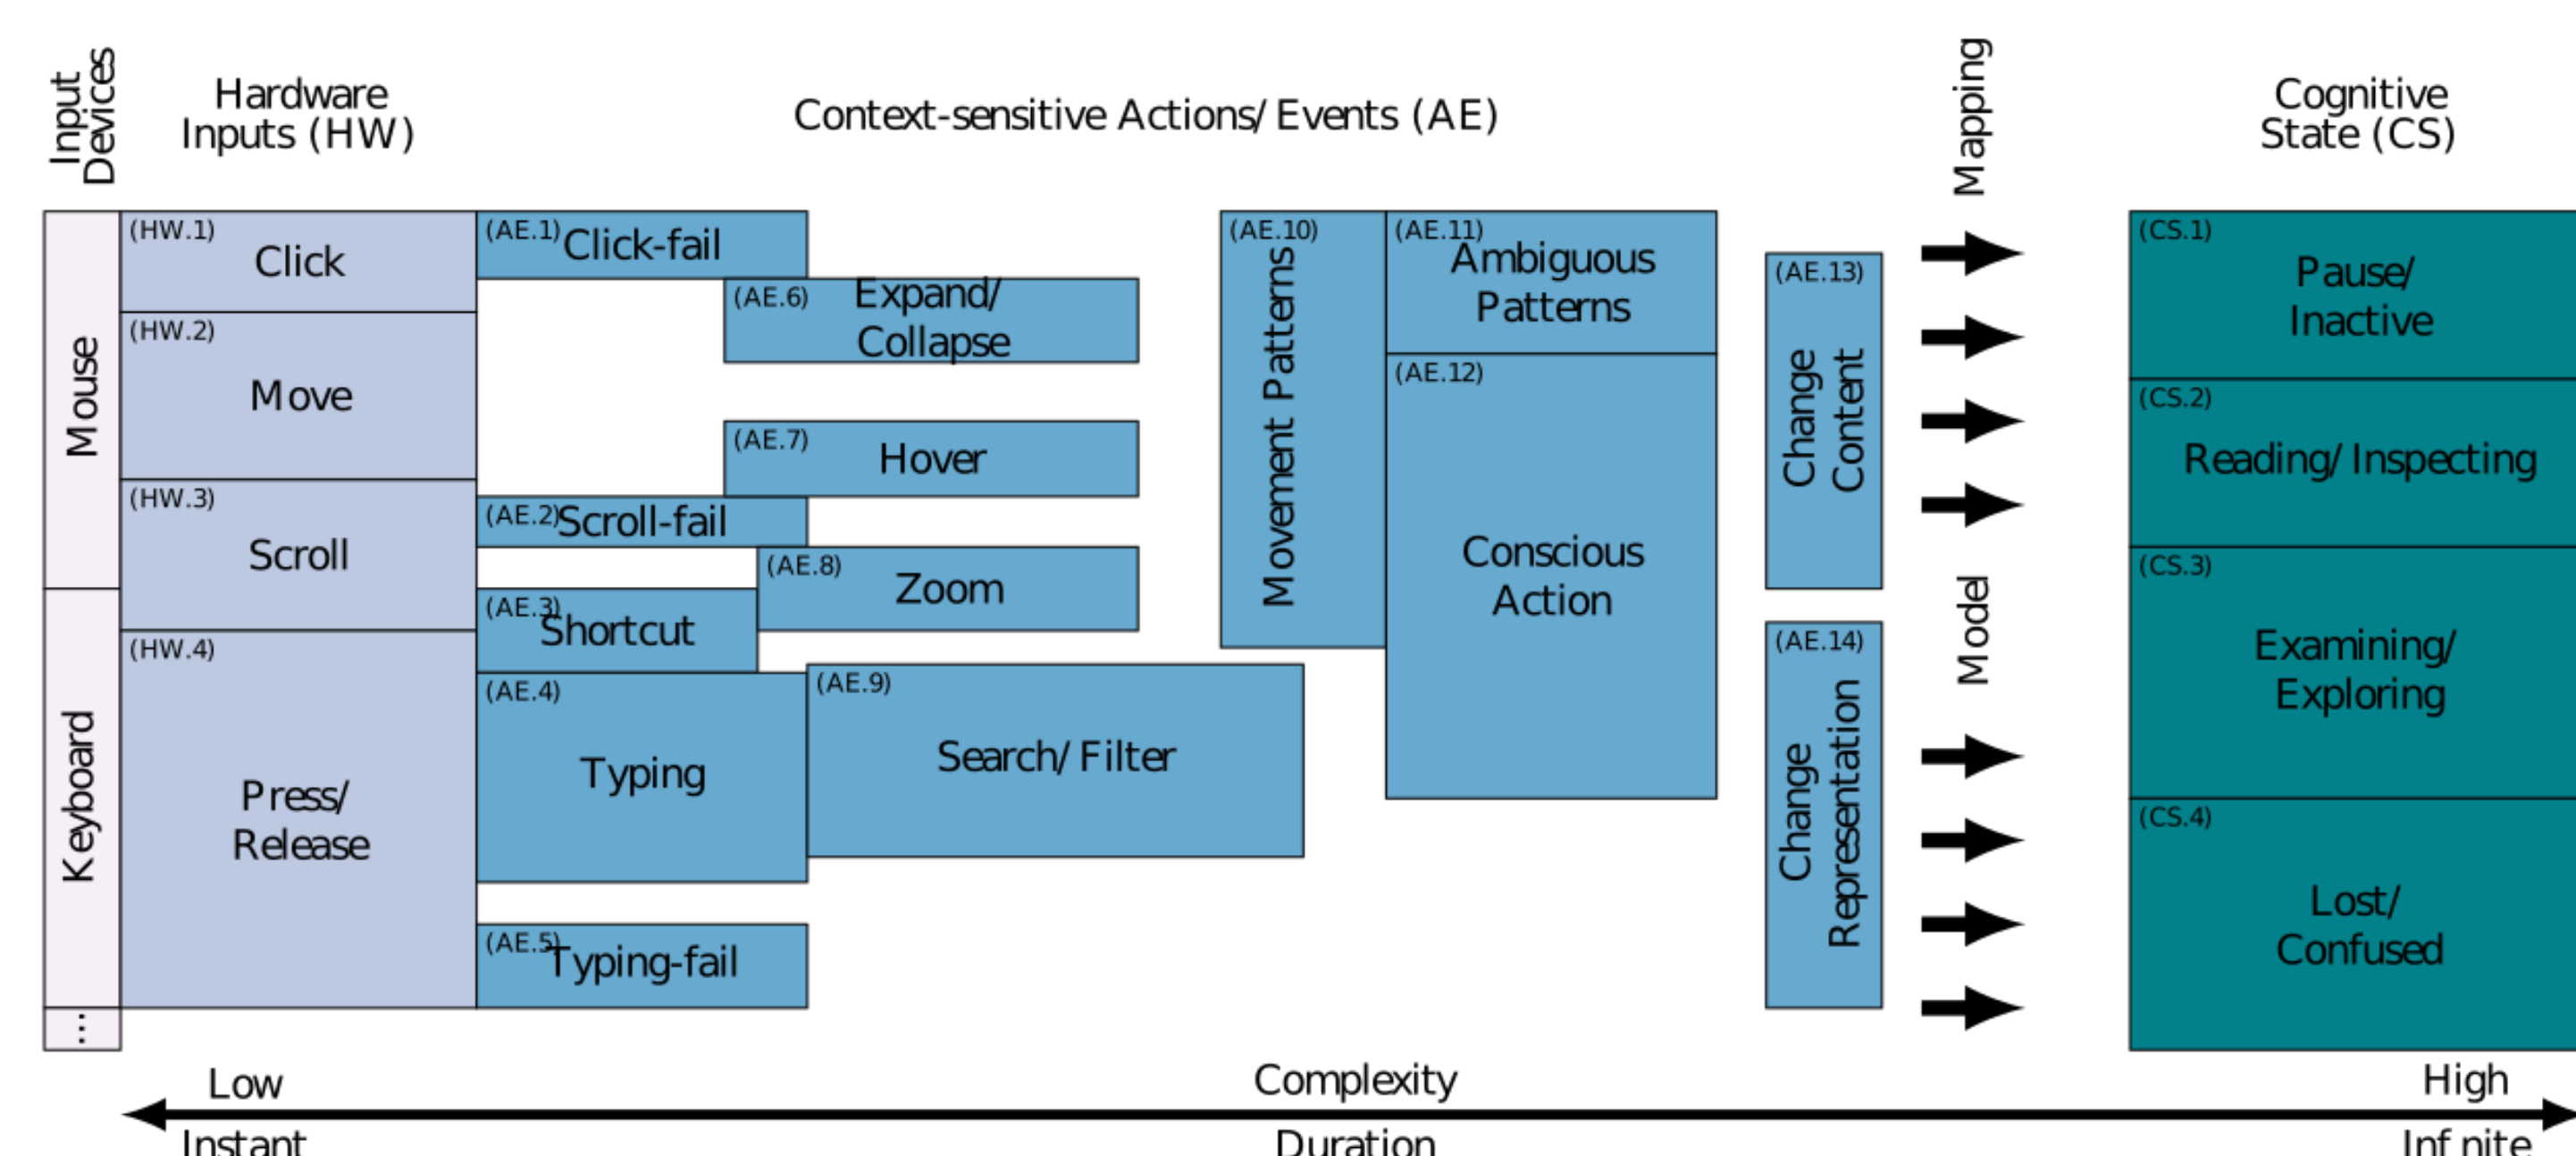 Input
Devices
Hardware
Inputs (HW)
Context-sensitive Actions/Events (AE)
Mapping
Cognitive
State (CS)
Mouse
Keyboard
...
(HW.1)
Click
(HW.2)
Move
(HW.3)
Scroll
(HW.4)
Press/
Release
(AE.1)
Click-fail
(AE.6)
Expand/
Collapse
(AE.7)
Hover
(AE.2)
Scroll-fail
(AE.8)
Zoom
(AE.3)
Shortcut
(AE.4)
Typing
(AE.9)
Search/Filter
(AE.5)
Typing-fail
(AE.10)
Movement Patterns
(AE.11)
Ambiguous
Patterns
(AE.12)
Conscious
Action
(AE.13)
Change
Content
(AE.14)
Change
Representation
Model
(CS.1)
Pause/
Inactive
(CS.2)
Reading/Inspecting
(CS.3)
Examining/
Exploring
(CS.4)
Lost/
Confused
Low
Complexity
High
Instant
Duration
Inf nite